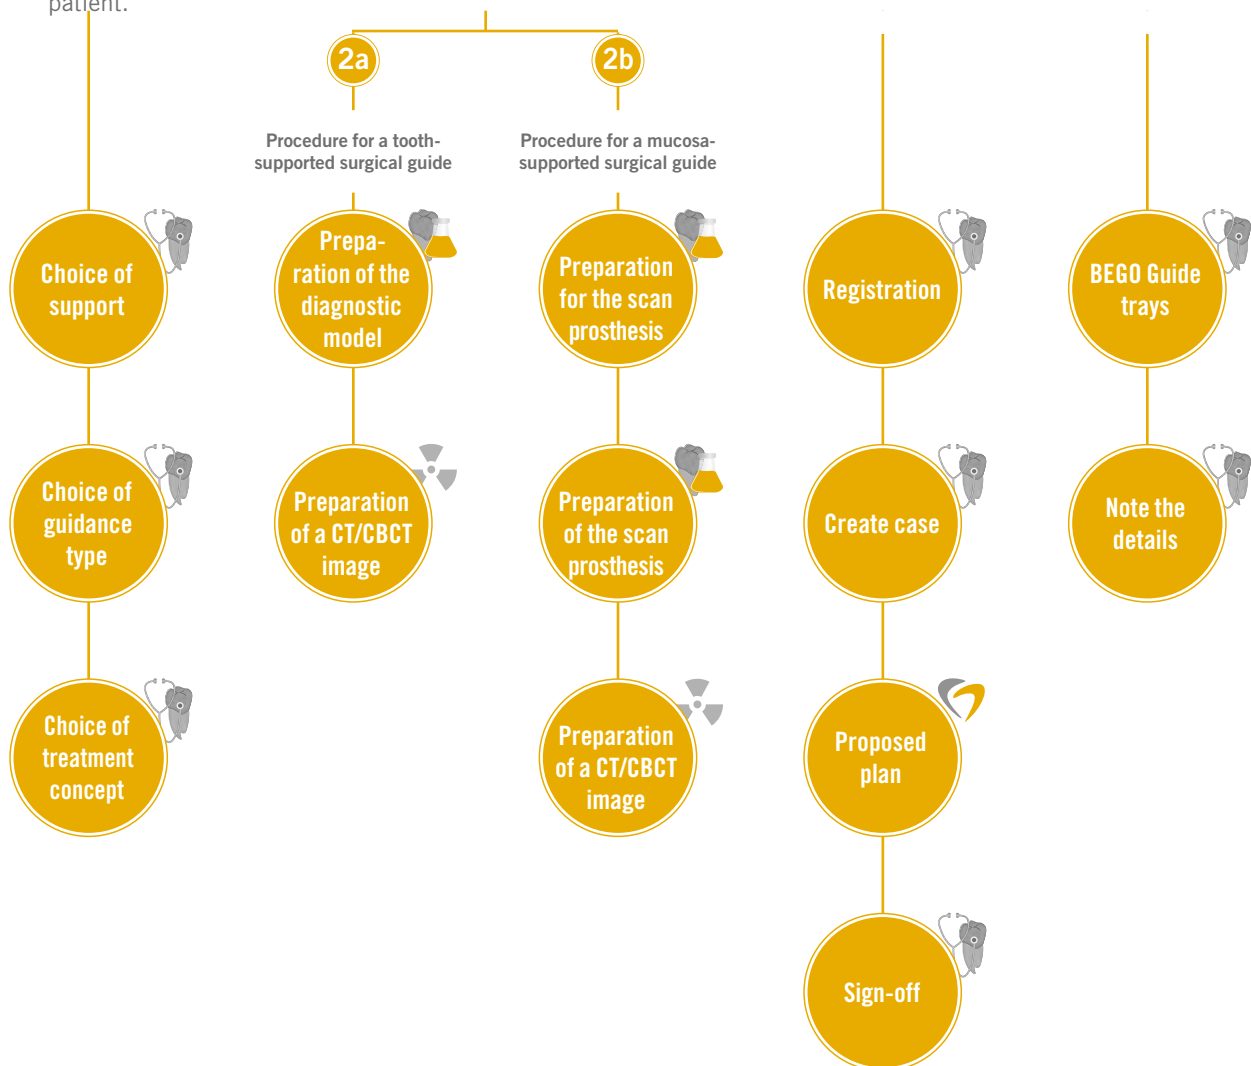 patient.
2a
2b
Procedure for a tooth-
supported surgical guide
Procedure for a mucosa-
supported surgical guide
Choice of
support
Prepa-
ration of the
diagnostic
model
Preparation
for the scan
prosthesis
Registration
BEGO Guide
trays
Choice of
guidance
type
Preparation
of a CT/CBCT
image
Preparation
of the scan
prosthesis
Create case
Note the
details
Choice of
treatment
concept
Preparation
of a CT/CBCT
image
Proposed
plan
Sign-off